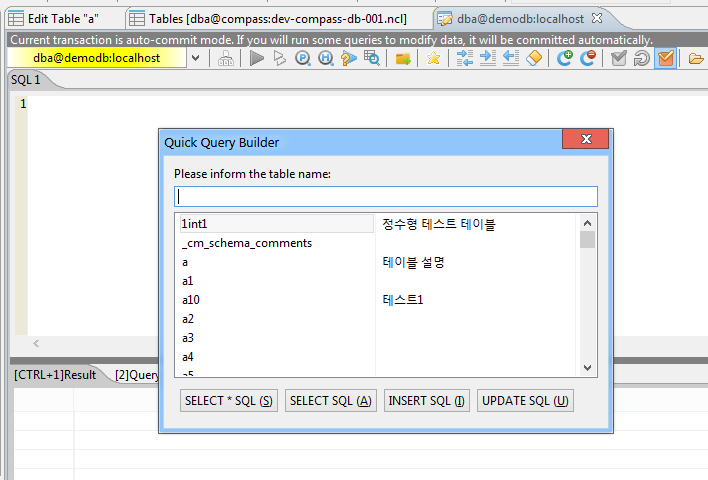 Edit Table "a"
Tables [dba@compass:dev-compass-db-001.ncl]
dba@demodb:localhost
Current transaction is auto-commit mode. If you will run some queries to modify data, it will be committed automatically.
dba@demodb:localhost
SQL 1
1
Quick Query Builder
Please inform the table name:
1int1 정수형 테스트 테이블
_cm_schema_comments
a 테이블 설명
a1
a10 테스트1
a2
a3
a4
a5
[CTRL+1]Result [2]Query
SELECT * SQL (S) SELECT SQL (A) INSERT SQL (I) UPDATE SQL (U)